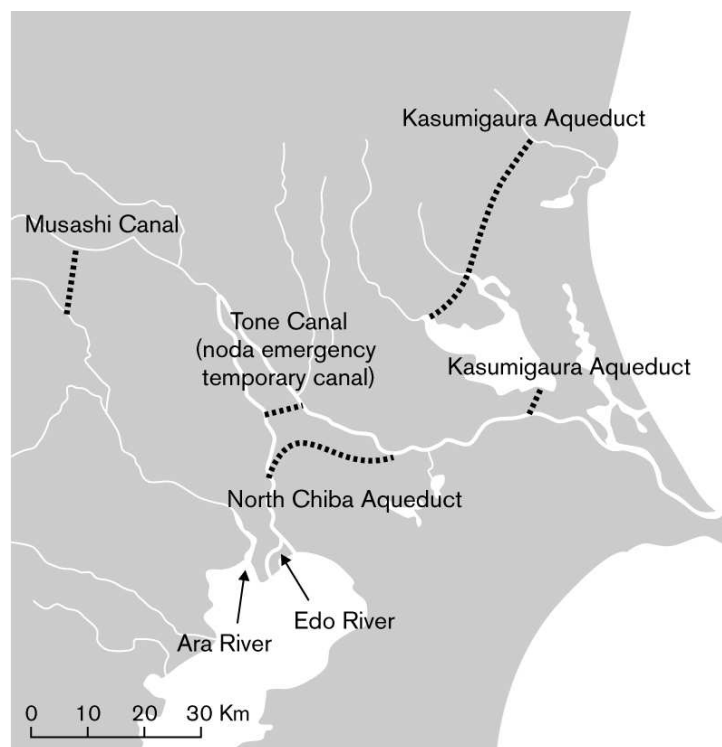 Kasumigaura Aqueduct
Musashi Canal
Tone Canal
(noda emergency
temporary canal)
Kasumigaura Aqueduct
North Chiba Aqueduct
Edo River
Ara River
0 10 20 30 Km